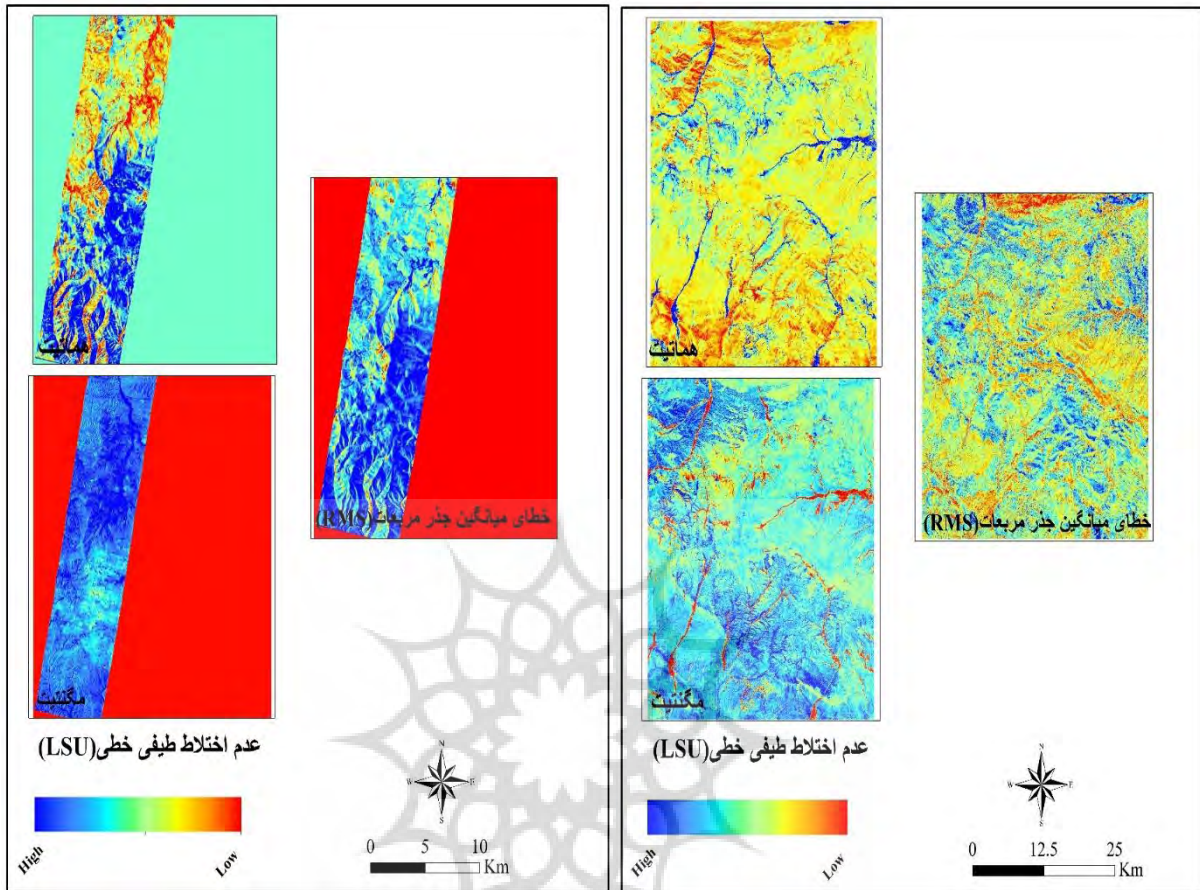 هماتیت
خطای میانگین جذر مربعات(RMS)
مگنتیت
عدم اختلاط طیفی خطی(LSU)
N
W E
S
0 5 10
Km
High Low
هماتیت
خطای میانگین جذر مربعات(RMS)
مگنتیت
عدم اختلاط طیفی خطی(LSU)
N
W E
S
0 12.5 25
Km
High Low